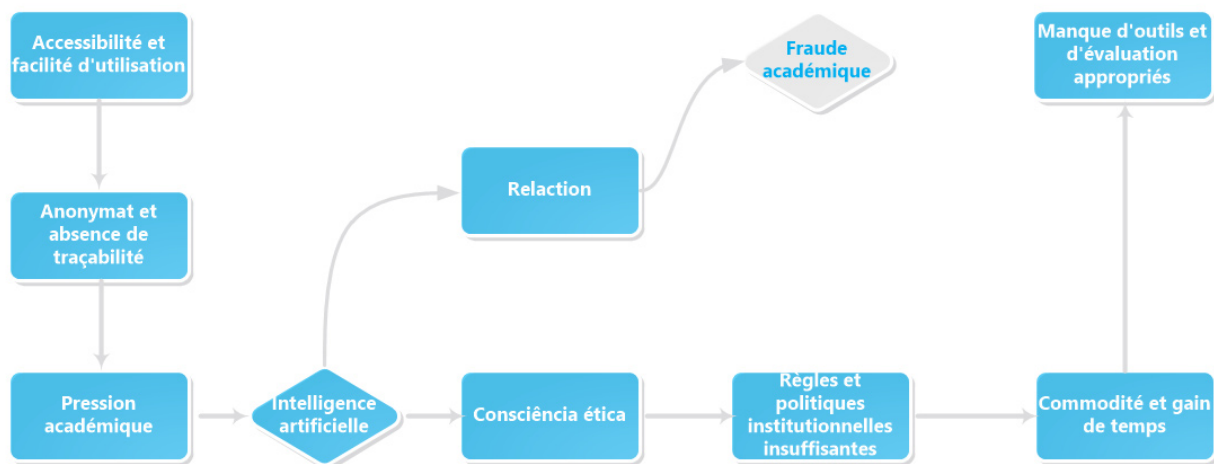 Accessibilité et
facilité d'utilisation
Fraude
académique
Manque d'outils et
d'évaluation
appropriés
Relaction
Anonymat et
absence de
traçabilité
Pression
académique
Intelligence
artificielle
Consciência ética
Règles et
politiques
institutionnelles
insuffisantes
Commodité et gain
de temps